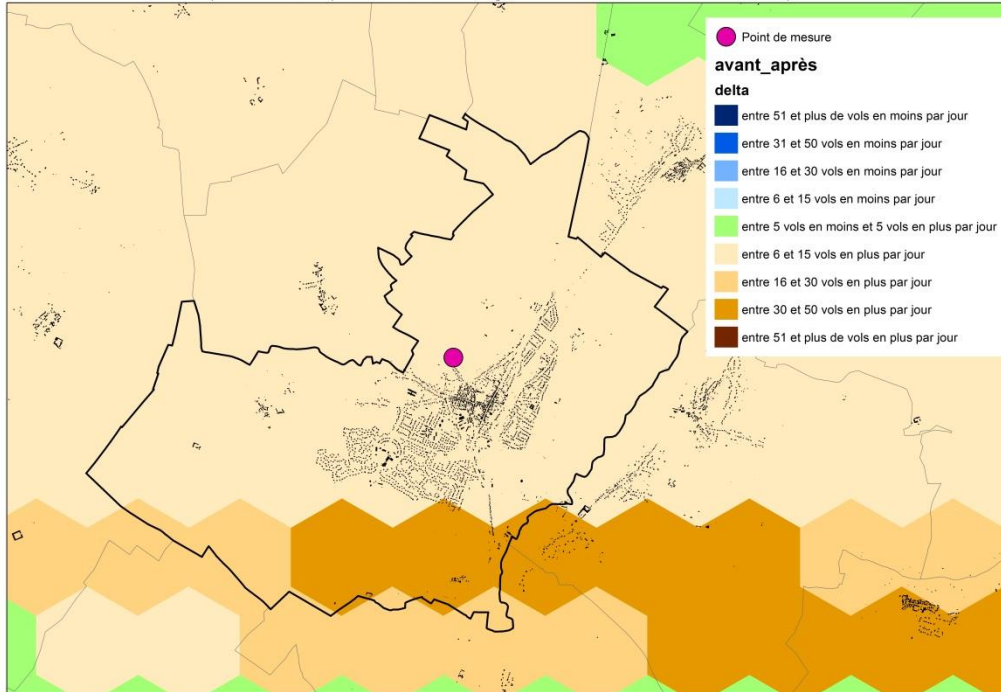 Point de mesure
avant_après
delta
entre 51 et plus de vols en moins par jour
entre 31 et 50 vols en moins par jour
entre 16 et 30 vols en moins par jour
entre 6 et 15 vols en moins par jour
entre 5 vols en moins et 5 vols en plus par jour
entre 6 et 15 vols en plus par jour
entre 16 et 30 vols en plus par jour
entre 30 et 50 vols en plus par jour
entre 51 et plus de vols en plus par jour